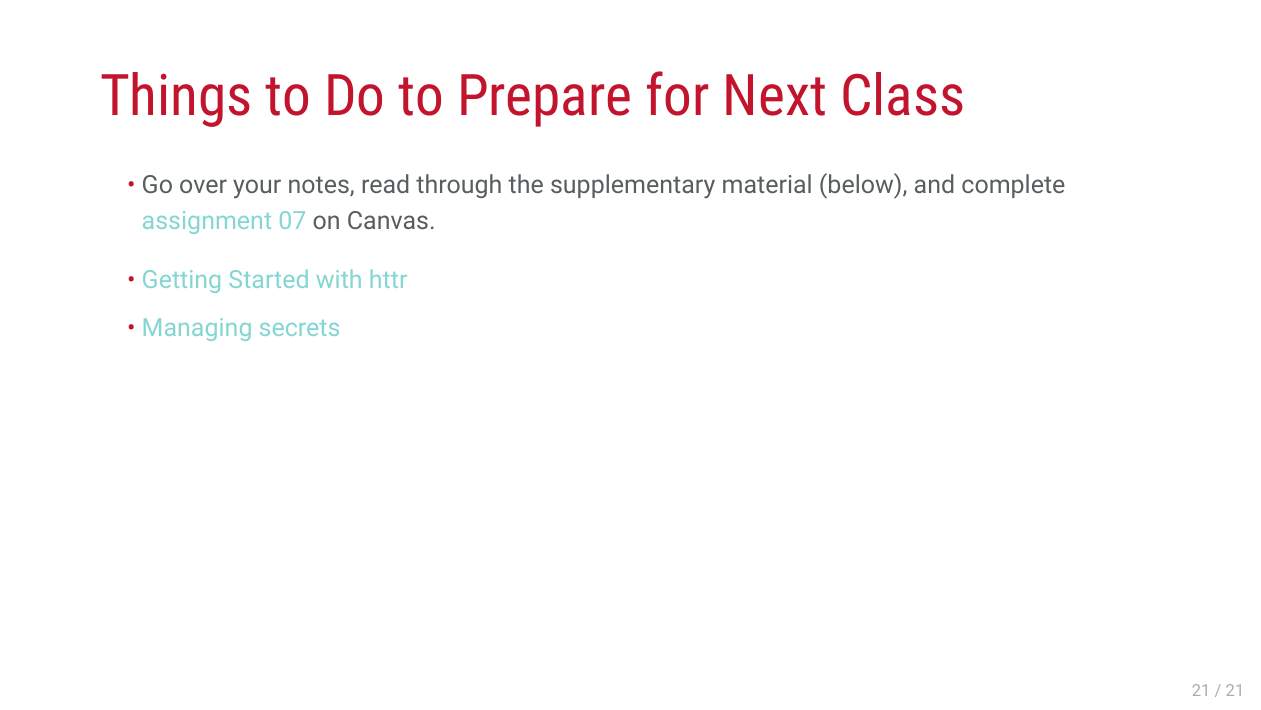 Things to Do to Prepare for Next Class
• Go over your notes, read through the supplementary material (below), and complete
assignment 07 on Canvas.
• Getting Started with httr
• Managing secrets
21 / 21